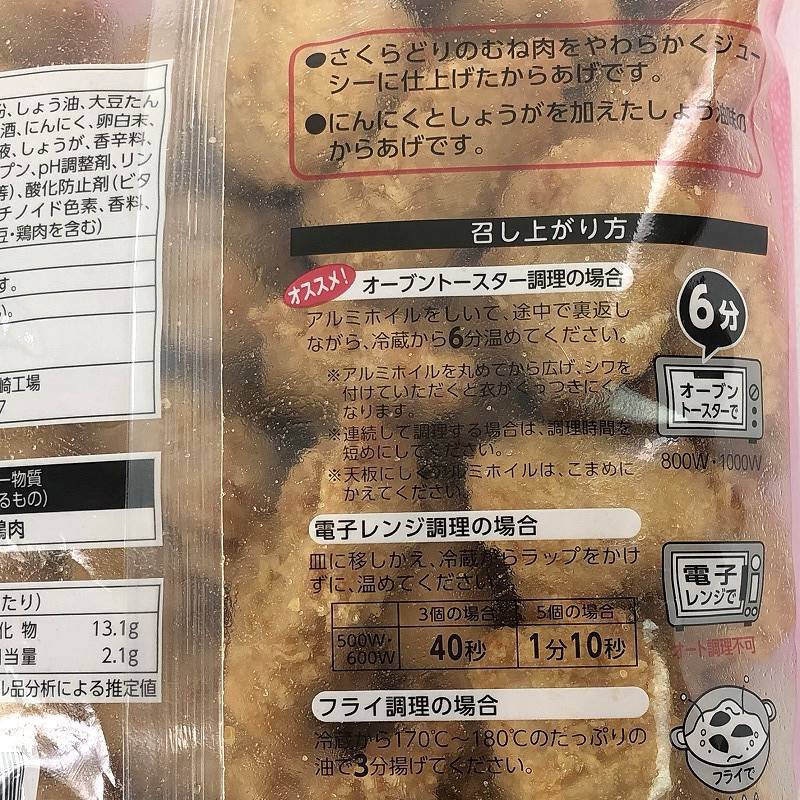 粉、しょう油、大豆たん
酒、にんにく、卵白末、
液、しょうが、香辛料、
プン、pH調整剤、リン
等)、酸化防止剤(ビタ
チノイド色素、香料、
豆・鶏肉を含む)
す。
い。
崎工場
7
ー物質
るもの)
鶏肉
たり)
化 物 13.1g
相当量 2.1g
ル品分析による推定値
●さくらどりのむね肉をやわらかくジュー
シーに仕上げたからあげです。
●にんにくとしょうがを加えたしょう油味の
からあげです。
召し上がり方
オススメ! オーブントースター調理の場合
アルミホイルをしいて、途中で裏返し
ながら、冷蔵から6分温めてください。
※アルミホイルを丸めてから広げ、シワを
付けていただくと衣がくっつきにくく
なります。
※連続して調理する場合は、調理時間を
短めにしてください。
※天板にしくアルミホイルは、こまめに
かえてください。
6分
オーブン
トースターで
800W・1000W
電子レンジ調理の場合
皿に移しかえ、冷蔵からラップをかけ
ずに、温めてください。
3個の場合 5個の場合
500W・
600W 40秒 1分10秒
電子
レンジで
オート調理不可
フライ調理の場合
冷蔵から170℃～180℃のたっぷりの
油で3分揚げてください。
フライで